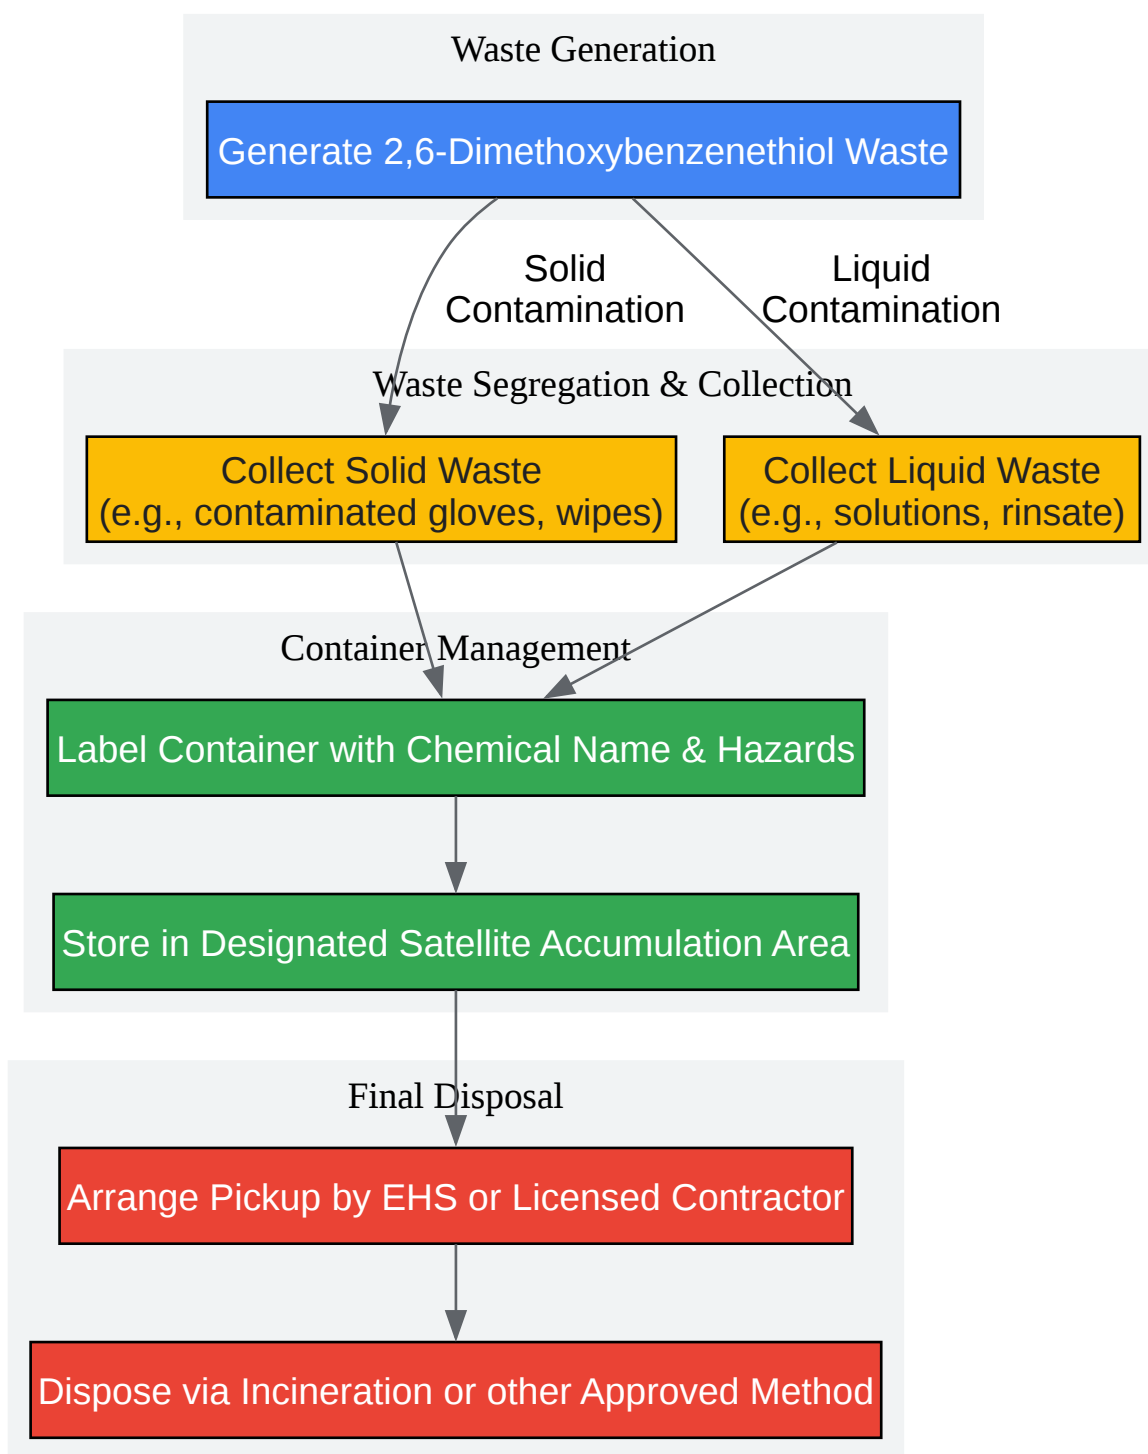 Waste Generation
Generate 2,6-Dimethoxybenzenethiol Waste
Solid
Contamination
Liquid
Contamination
Waste Segregation & Collection
Collect Solid Waste
(e.g., contaminated gloves, wipes)
Collect Liquid Waste
(e.g., solutions, rinsate)
Container Management
Label Container with Chemical Name & Hazards
Store in Designated Satellite Accumulation Area
Final Disposal
Arrange Pickup by EHS or Licensed Contractor
Dispose via Incineration or other Approved Method